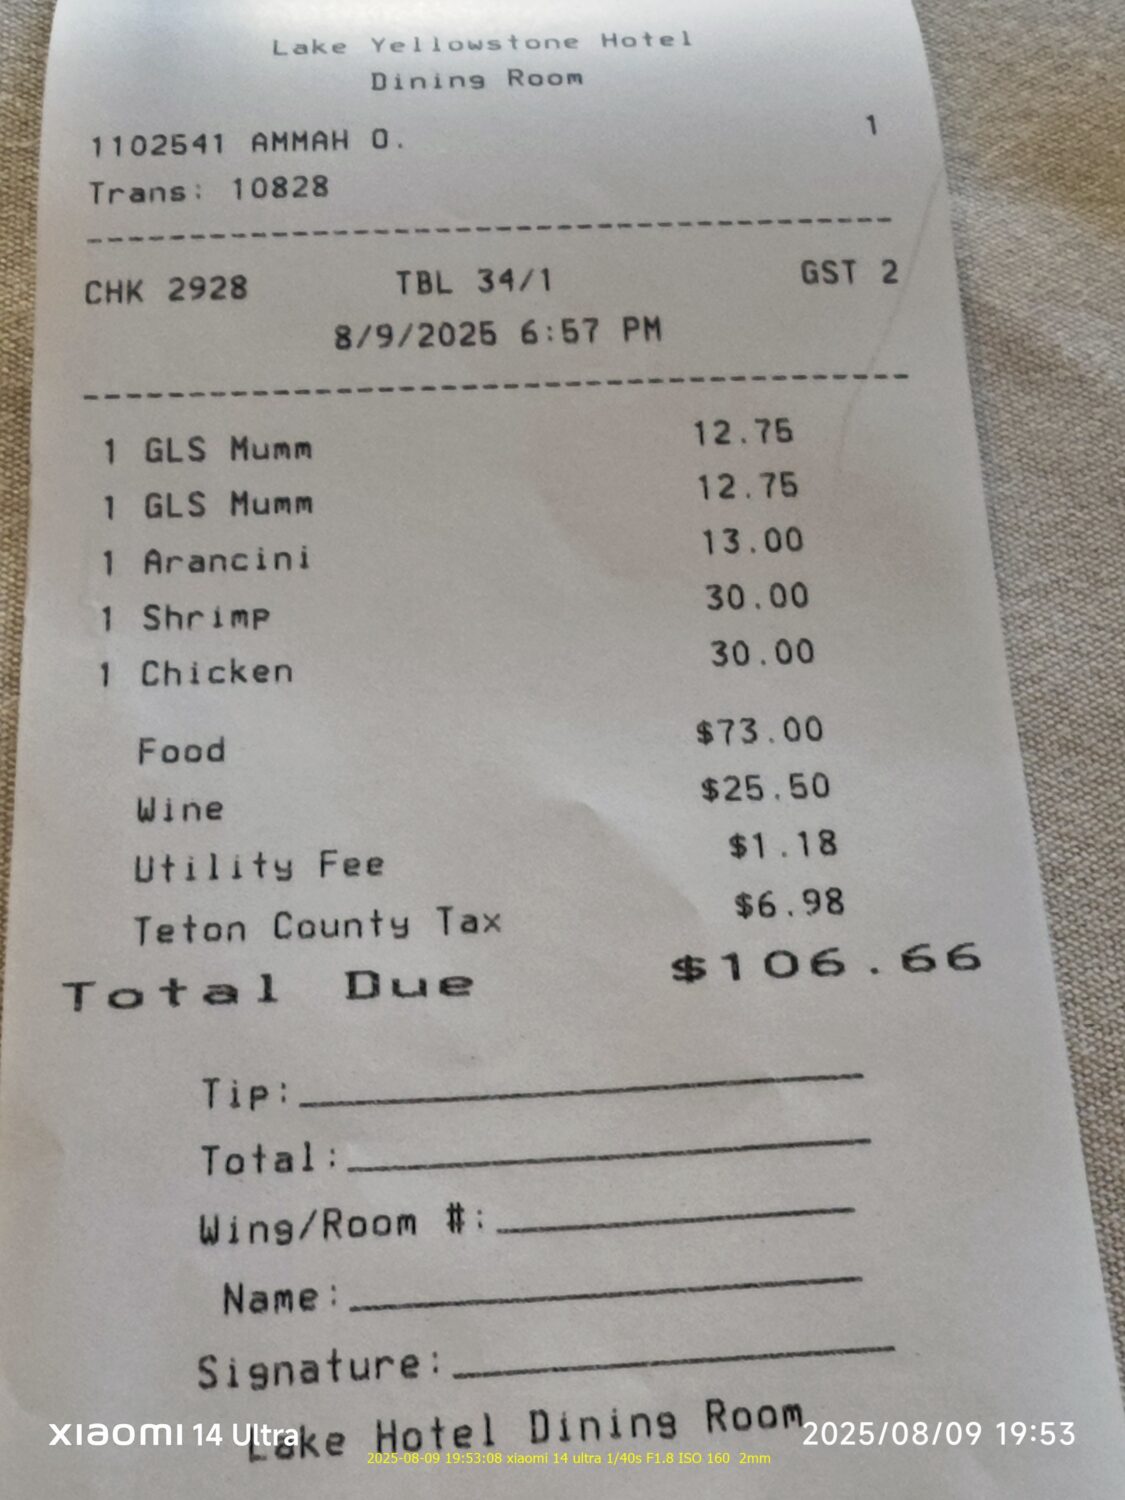 Lake Yellowstone Hotel
Dining Room
1102541 AMMAH O. 1
Trans: 10828
CHK 2928 TBL 34/1 GST 2
8/9/2025 6:57 PM
1 GLS Mumm 12.75
1 GLS Mumm 12.75
1 Arancini 13.00
1 Shrimp 30.00
1 Chicken 30.00
Food $73.00
Wine $25.50
Utility Fee $1.18
Teton County Tax $6.98
Total Due $106.66
Tip:
Total:
Wing/Room #:
Name:
Signature:
Lake Hotel Dining Room
xiaomi 14 Ultra 2025/08/09 19:53
2025-08-09 19:53:08 xiaomi 14 ultra 1/40s F1.8 ISO 160 2mm